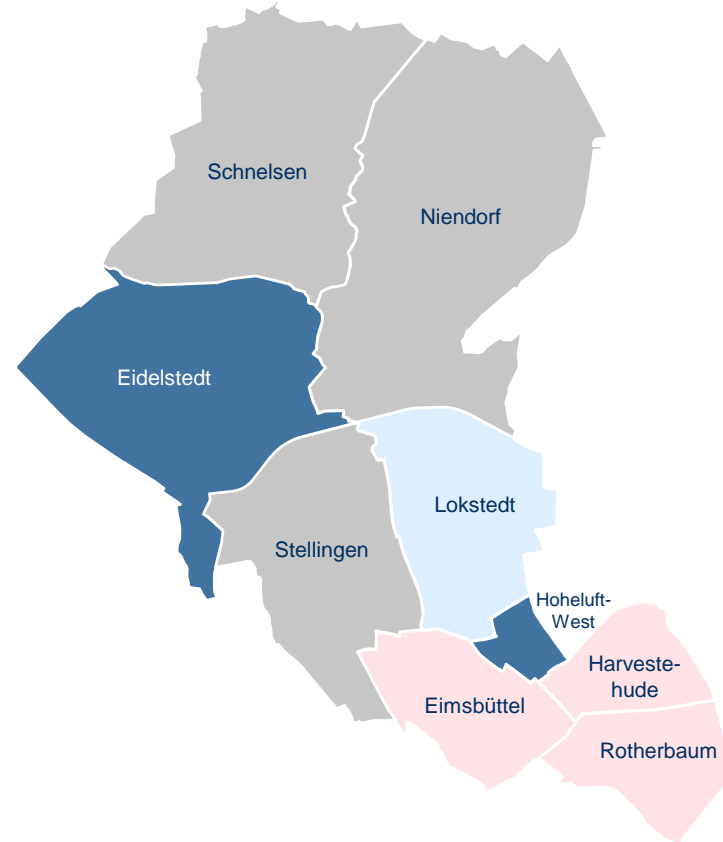 Schnelsen
Niendorf
Eidelstedt
Lokstedt
Stellingen
Hoheluft-
West
Harveste-
hude
Eimsbüttel
Rotherbaum